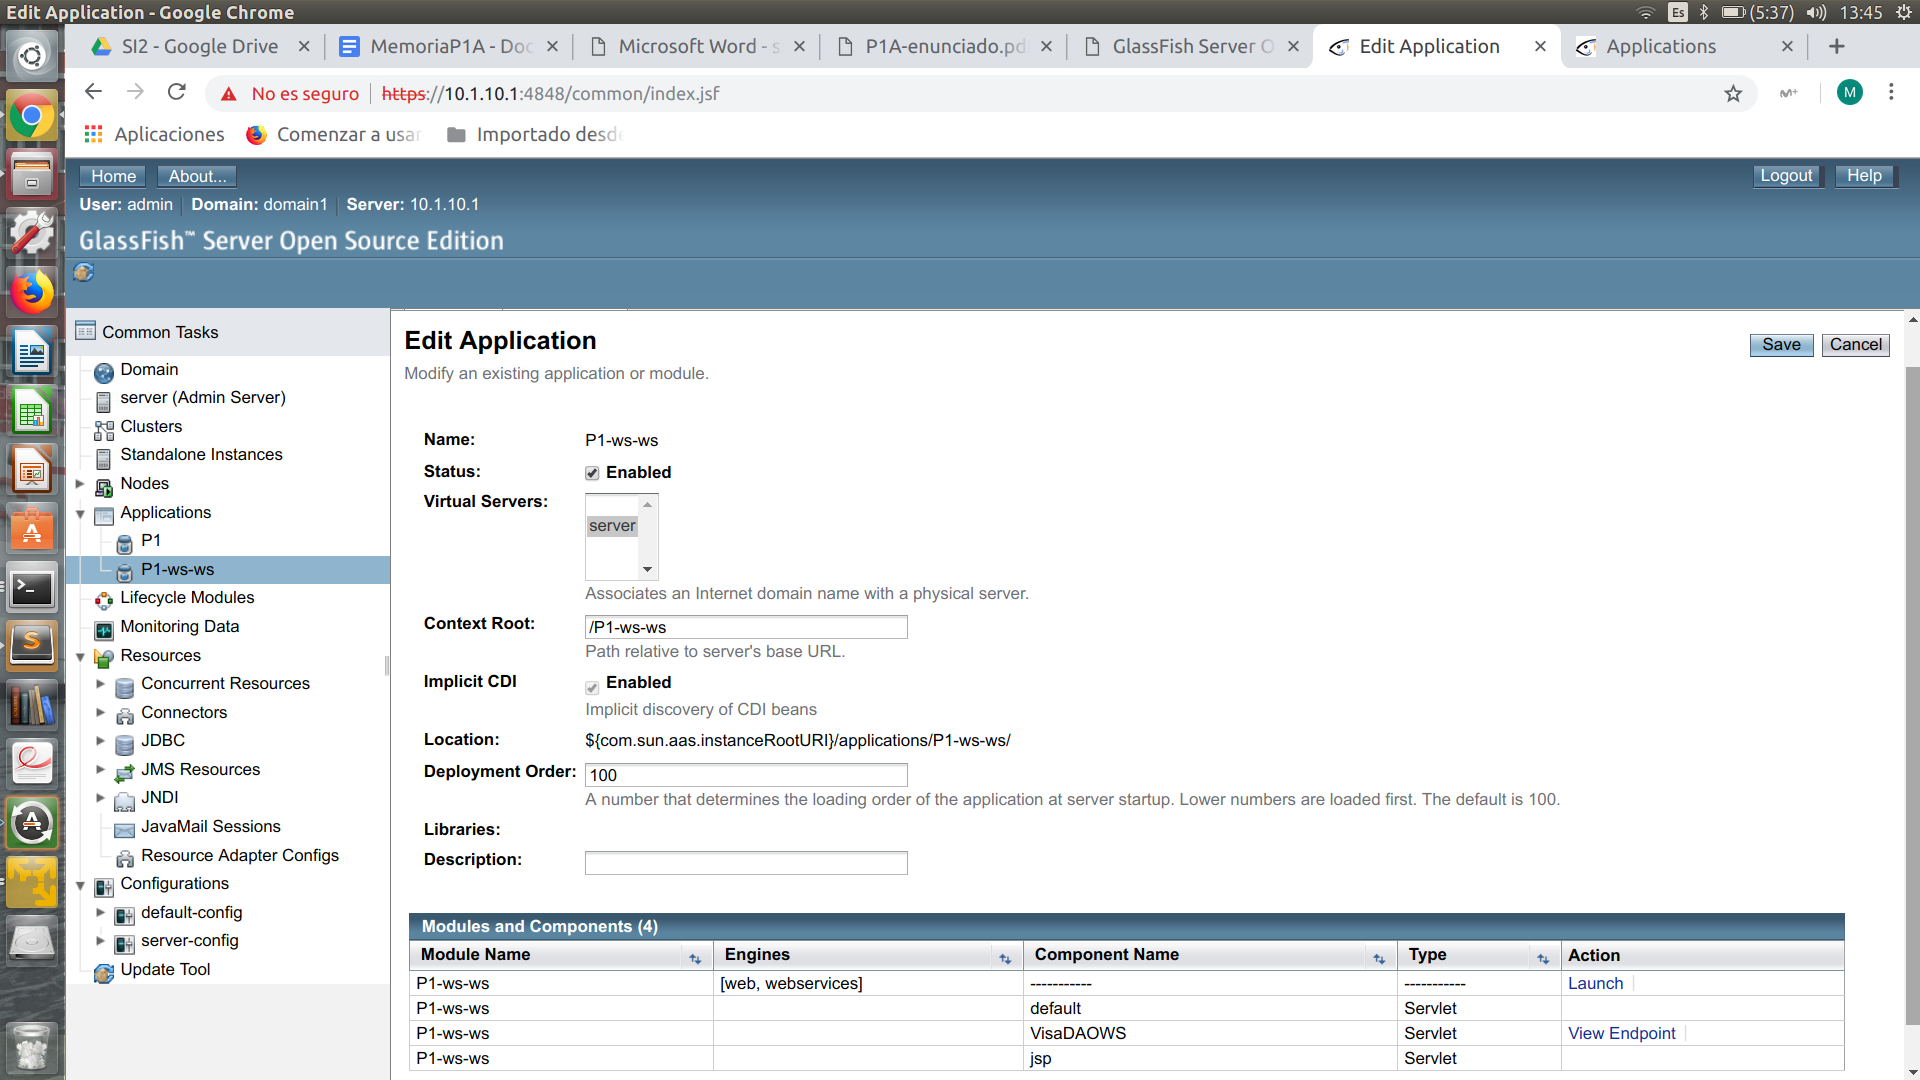 Edit Application - Google Chrome
Es (5:37) 13:45
SI2 - Google Drive
MemoriaP1A - Doc
Microsoft Word - s
P1A-enunciado.pd
GlassFish Server O
Edit Application
Applications
No es seguro https://10.1.10.1:4848/common/index.jsf
M
Aplicaciones Comenzar a usar Importado desde
Home About... Logout Help
User: admin Domain: domain1 Server: 10.1.10.1
GlassFish™ Server Open Source Edition
Common Tasks
Domain
server (Admin Server)
Clusters
Standalone Instances
Nodes
Applications
P1
P1-ws-ws
Lifecycle Modules
Monitoring Data
Resources
Concurrent Resources
Connectors
JDBC
JMS Resources
JNDI
JavaMail Sessions
Resource Adapter Configs
Configurations
default-config
server-config
Update Tool
Edit Application
Save Cancel
Modify an existing application or module.
Name: P1-ws-ws
Status: Enabled
Virtual Servers: server
Associates an Internet domain name with a physical server.
Context Root: /P1-ws-ws
Path relative to server's base URL.
Implicit CDI Enabled
Implicit discovery of CDI beans
Location: ${com.sun.aas.instanceRootURI}/applications/P1-ws-ws/
Deployment Order: 100
A number that determines the loading order of the application at server startup. Lower numbers are loaded first. The default is 100.
Libraries:
Description:
Modules and Components (4)
Module Name Engines Component Name Type Action
P1-ws-ws [web, webservices] ----------- ----------- Launch
P1-ws-ws default Servlet
P1-ws-ws VisaDAOWS Servlet View Endpoint
P1-ws-ws jsp Servlet